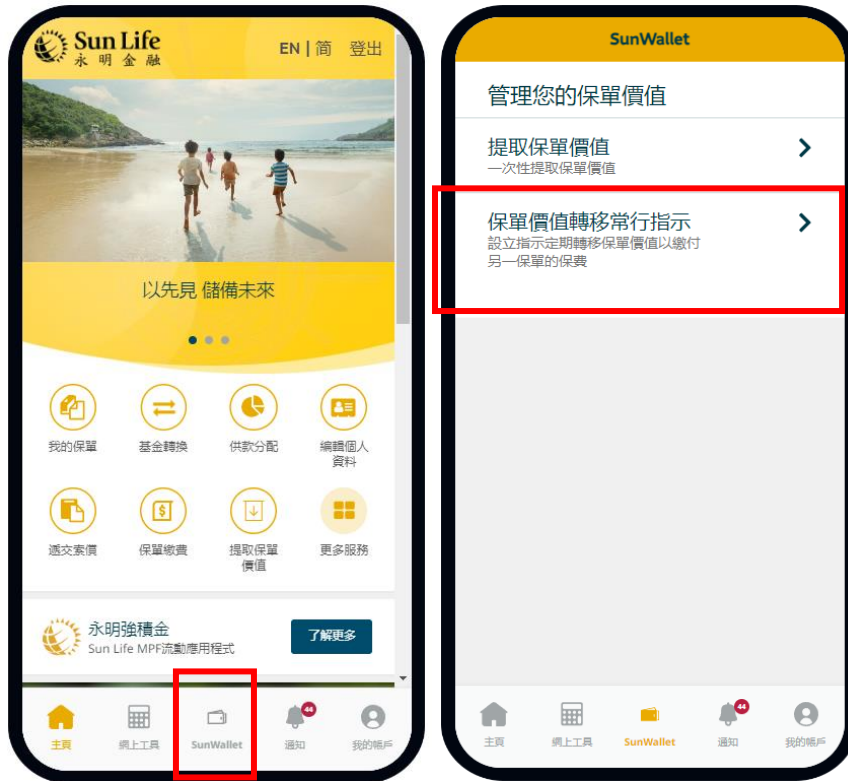 Sun Life
永明金融
EN | 简 登出
以先見 儲備未來
我的保單
基金轉換
供款分配
編輯個人
資料
遞交索償
保單繳費
提取保單
價值
更多服務
永明強積金
Sun Life MPF流動應用程式
了解更多
主頁
網上工具
SunWallet
44
通知
我的帳戶
SunWallet
管理您的保單價值
提取保單價值
一次性提取保單價值
保單價值轉移常行指示
設立指示定期轉移保單價值以繳付
另一保單的保費
主頁
網上工具
SunWallet
44
通知
我的帳戶